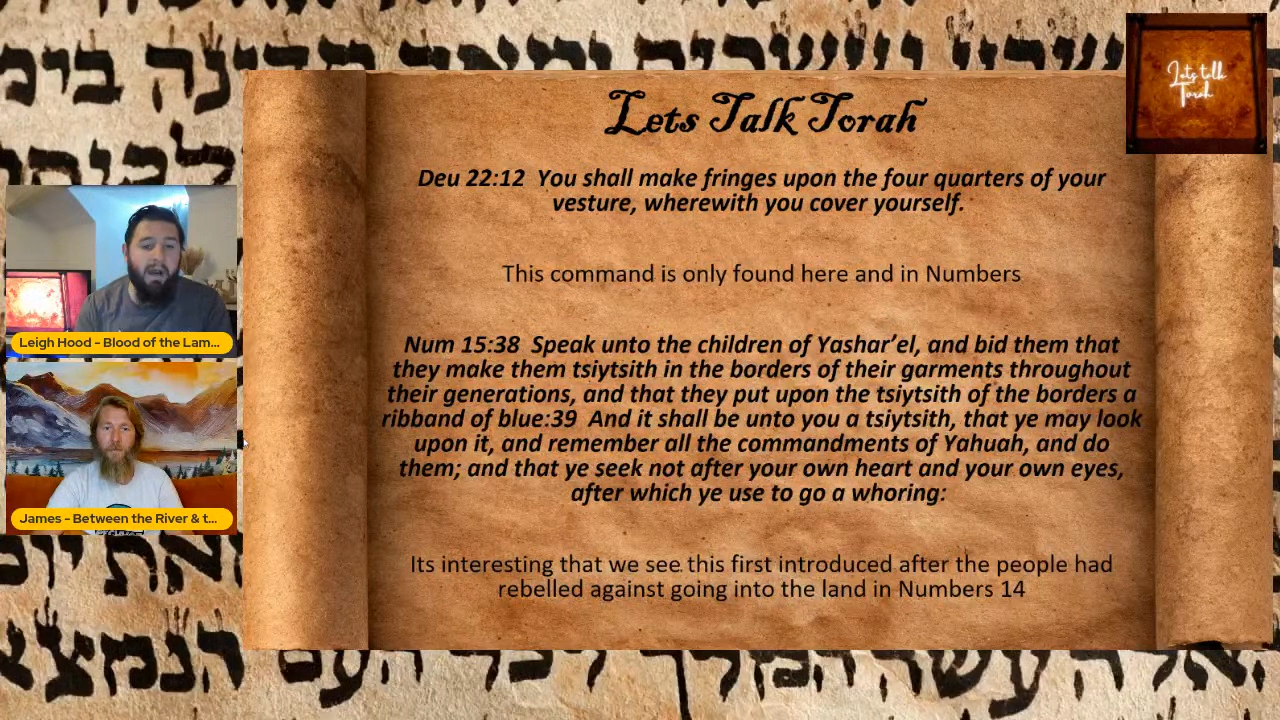 ועשרים ומאה מדינה
Lets talk
Torah
Lets Talk Torah
Deu 22:12 You shall make fringes upon the four quarters of your
vesture, wherewith you cover yourself.
This command is only found here and in Numbers
Num 15:38 Speak unto the children of Yashar’el, and bid them that
they make them tsiytsith in the borders of their garments throughout
their generations, and that they put upon the tsiytsith of the borders a
ribband of blue:39 And it shall be unto you a tsiytsith, that ye may look
upon it, and remember all the commandments of Yahuah, and do
them; and that ye seek not after your own heart and your own eyes,
after which ye use to go a whoring:
Its interesting that we see this first introduced after the people had
rebelled against going into the land in Numbers 14
Leigh Hood - Blood of the Lam...
James - Between the River & t...
עשה המלך לכל העם